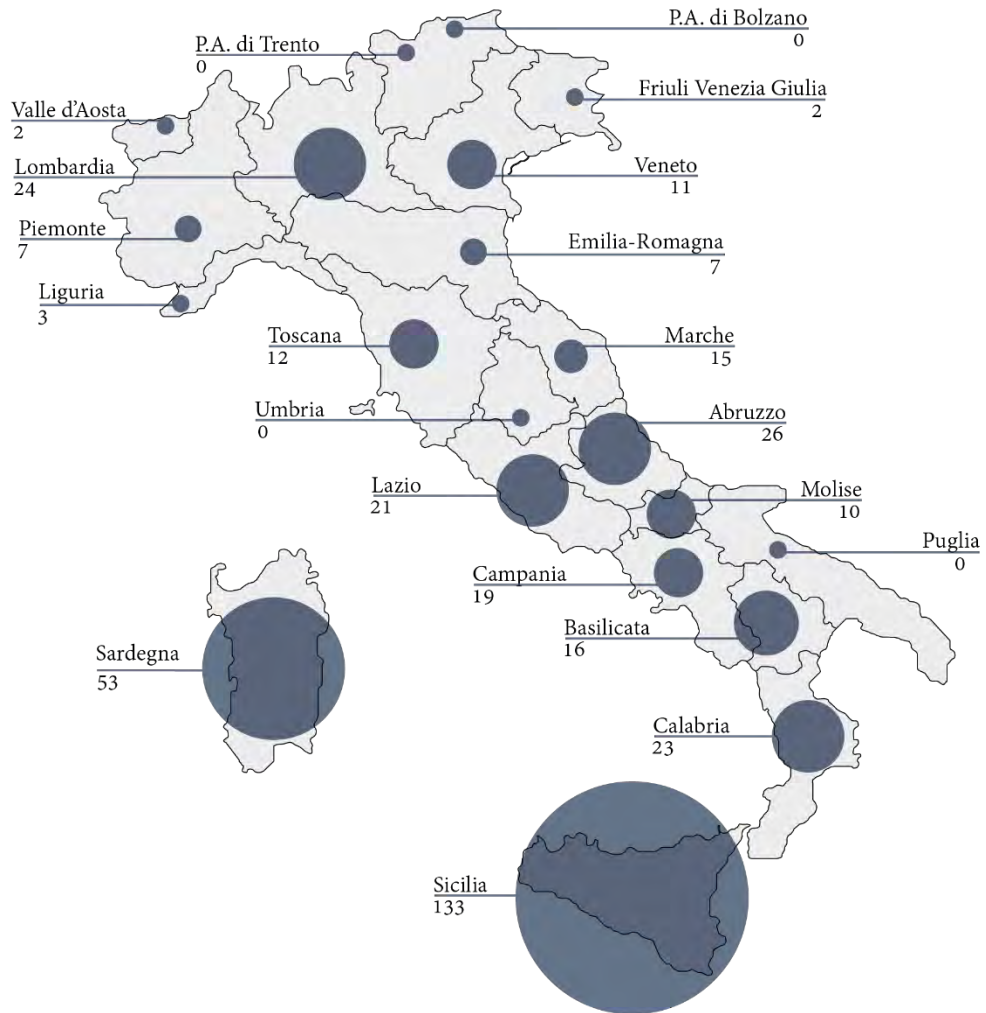 P.A. di Bolzano
0
P.A. di Trento
0
Friuli Venezia Giulia
2
Valle d'Aosta
2
Lombardia
24
Veneto
11
Piemonte
7
Emilia-Romagna
7
Liguria
3
Toscana
12
Marche
15
Umbria
0
Abruzzo
26
Lazio
21
Molise
10
Puglia
0
Campania
19
Basilicata
16
Sardegna
53
Calabria
23
Sicilia
133